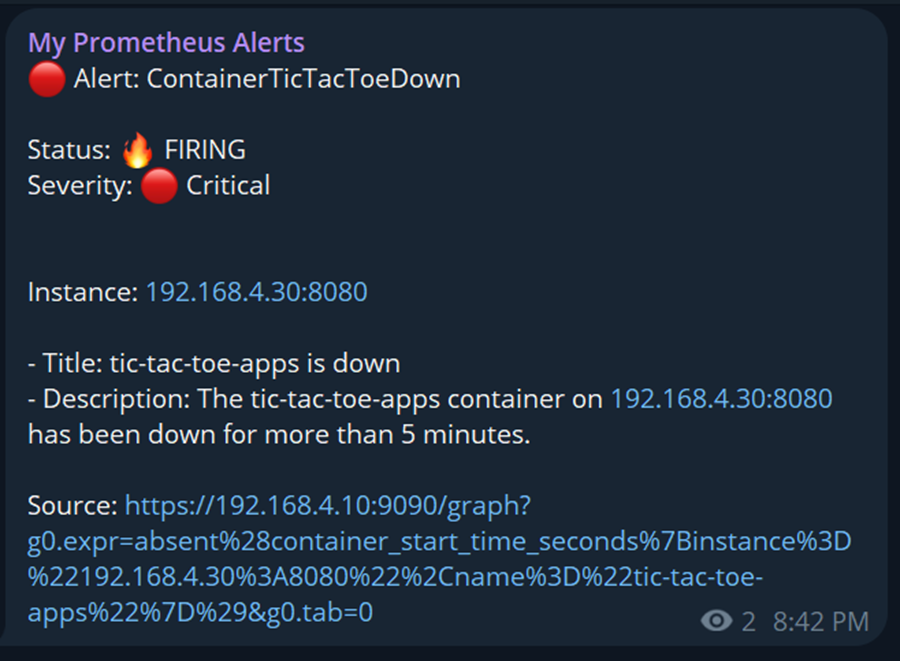 My Prometheus Alerts
🔴 Alert: ContainerTicTacToeDown
Status: 🔥 FIRING
Severity: 🔴 Critical
Instance: 192.168.4.30:8080
- Title: tic-tac-toe-apps is down
- Description: The tic-tac-toe-apps container on 192.168.4.30:8080
has been down for more than 5 minutes.
Source: https://192.168.4.10:9090/graph?
g0.expr=absent%28container_start_time_seconds%7Binstance%3D
%22192.168.4.30%3A8080%22%2Cname%3D%22tic-tac-toe-
apps%22%7D%29&g0.tab=0
2 8:42 PM